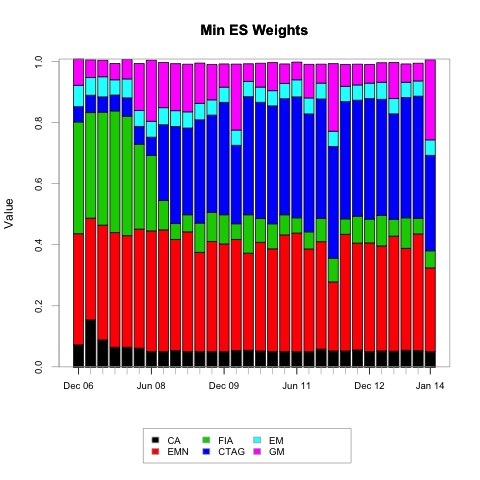 Min ES Weights
Value
1.0
0.8
0.6
0.4
0.2
0.0
Dec 06 Jun 08 Dec 09 Jun 11 Dec 12 Jan 14
CA FIA EM
EMN CTAG GM